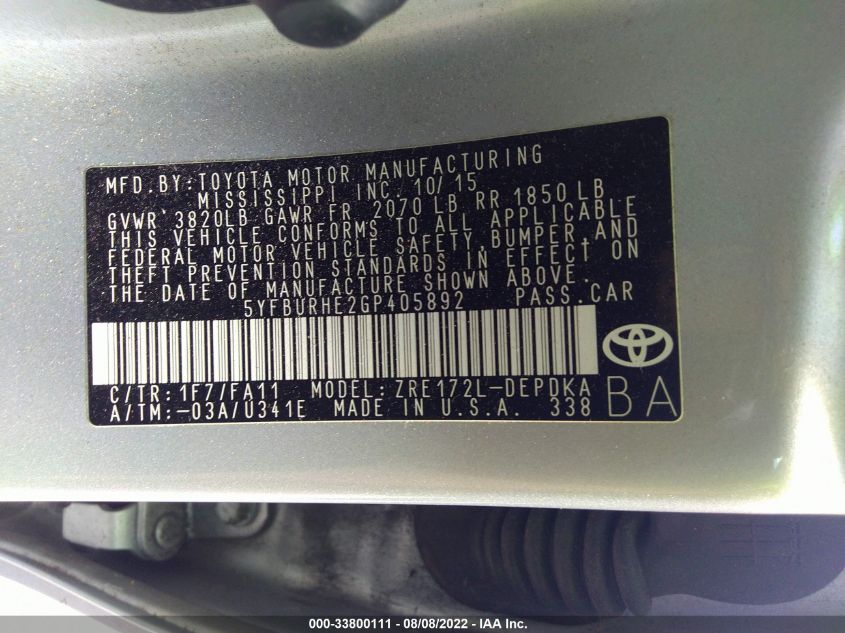 MFD. BY: TOYOTA MOTOR MANUFACTURING
MISSISSIPPI INC. 10/15
GVWR 3820LB GAWR FR 2070 LB RR 1850 LB
THIS VEHICLE CONFORMS TO ALL APPLICABLE
FEDERAL MOTOR VEHICLE SAFETY, BUMPER, AND
THEFT PREVENTION STANDARDS IN EFFECT ON
THE DATE OF MANUFACTURE SHOWN ABOVE.
5YFBURHE2GP405892 PASS. CAR
C/TR: 1F7/FA11 MODEL: ZRE172L-DEPDKA
A/TM: -03A/U341E MADE IN U.S.A. 338
BA
000-33800111 - 08/08/2022 - IAA Inc.